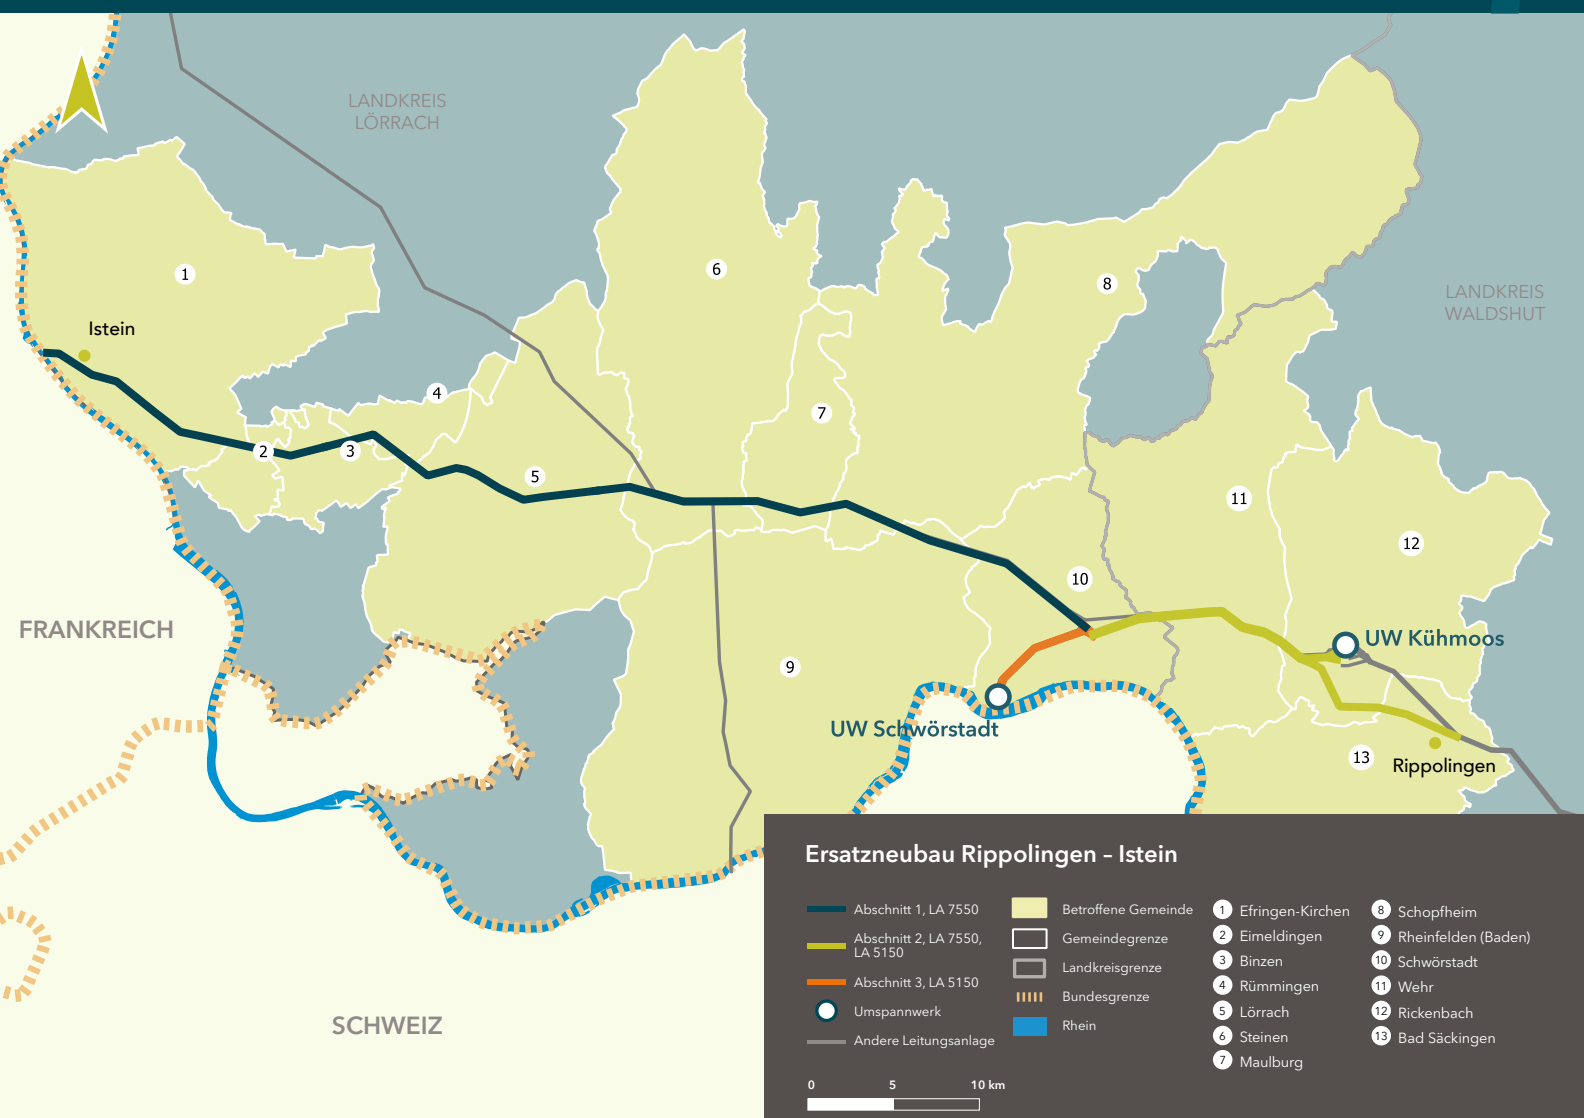 LANDKREIS
LÖRRACH
1
6
8
LANDKREIS
WALDSHUT
Istein
4
7
2
3
5
11
12
10
FRANKREICH
UW Kühmoos
9
UW Schwörstadt
13
Rippolingen
SCHWEIZ
Ersatzneubau Rippolingen – Istein
Abschnitt 1, LA 7550
Abschnitt 2, LA 7550,
LA 5150
Abschnitt 3, LA 5150
Umspannwerk
Andere Leitungsanlage
0 5 10 km
Betroffene Gemeinde
Gemeindegrenze
Landkreisgrenze
Bundesgrenze
Rhein
1 Efringen-Kirchen
2 Eimeldingen
3 Binzen
4 Rümmingen
5 Lörrach
6 Steinen
7 Maulburg
8 Schopfheim
9 Rheinfelden (Baden)
10 Schwörstadt
11 Wehr
12 Rickenbach
13 Bad Säckingen